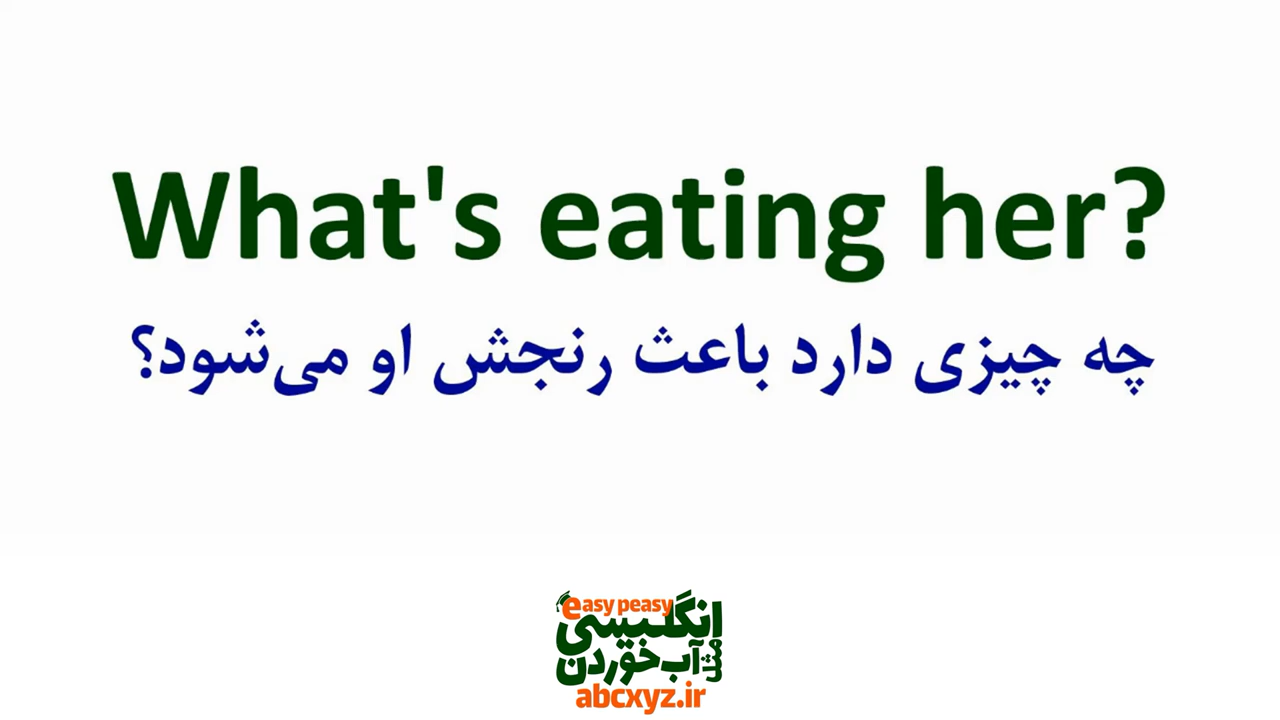 What's eating her?
چه چیزی دارد باعث رنجش او می‌شود؟
easy peasy
انگلیسی
مثل آب خوردن
abcxyz.ir